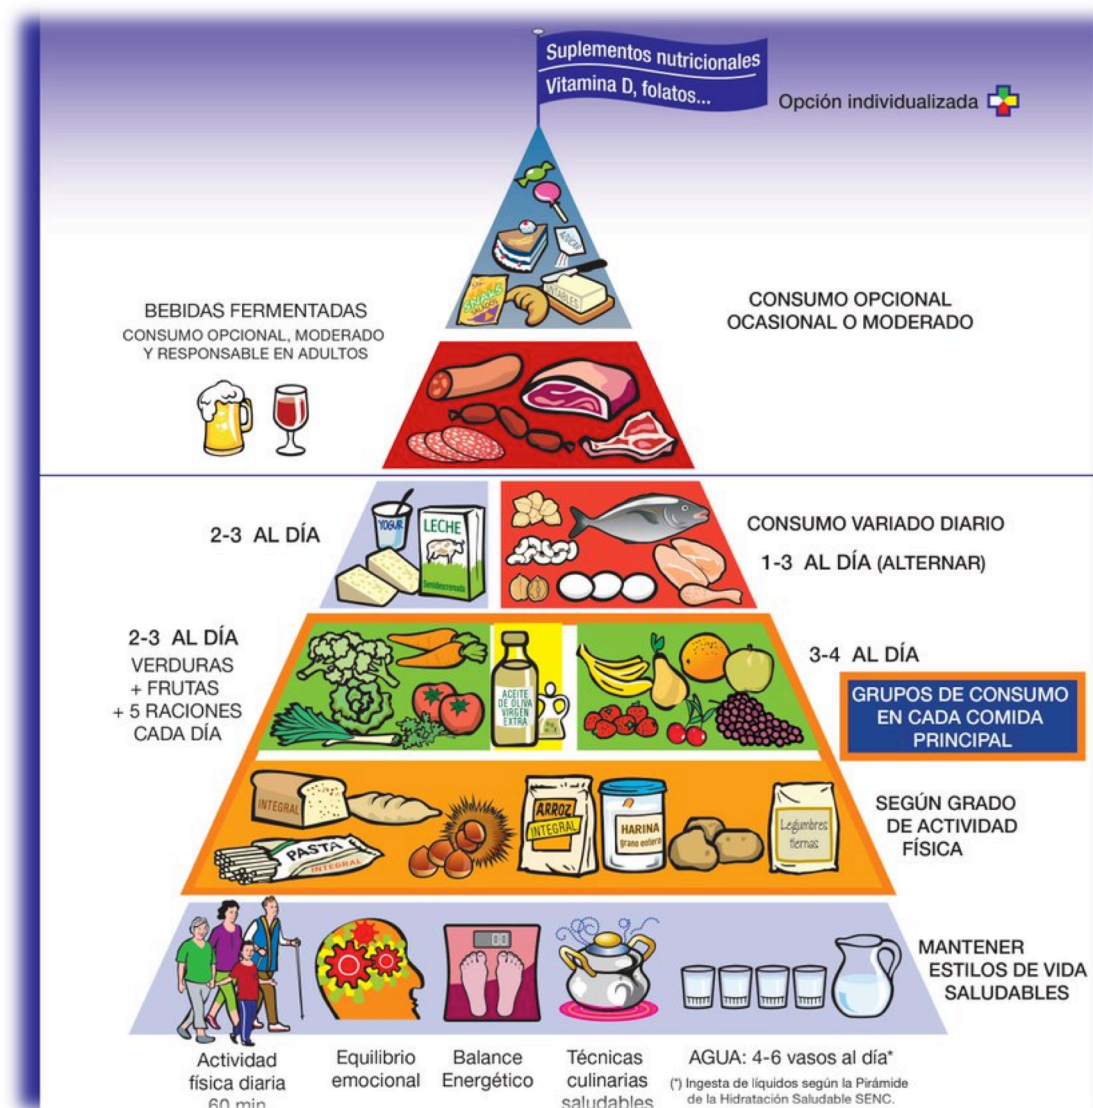 Suplementos nutricionales
Vitamina D, folatos...
Opción individualizada
AZÚCAR
UNTABLES
BEBIDAS FERMENTADAS
CONSUMO OPCIONAL, MODERADO
Y RESPONSABLE EN ADULTOS
CONSUMO OPCIONAL
OCASIONAL O MODERADO
2-3 AL DÍA
YOGUR
LECHE
Semidescremada
CONSUMO VARIADO DIARIO
1-3 AL DÍA (ALTERNAR)
2-3 AL DÍA
VERDURAS
+ FRUTAS
+ 5 RACIONES
CADA DÍA
ACEITE
DE OLIVA
VIRGEN
EXTRA
3-4 AL DÍA
GRUPOS DE CONSUMO
EN CADA COMIDA
PRINCIPAL
INTEGRAL
PASTA
INTEGRAL
ARROZ
INTEGRAL
HARINA
grano entero
Legumbres
tiernas
SEGÚN GRADO
DE ACTIVIDAD
FÍSICA
00
MANTENER
ESTILOS DE VIDA
SALUDABLES
Actividad
física diaria
60 min
Equilibrio
emocional
Balance
Energético
Técnicas
culinarias
saludables
AGUA: 4-6 vasos al día*
(*) Ingesta de líquidos según la Pirámide
de la Hidratación Saludable SENC.